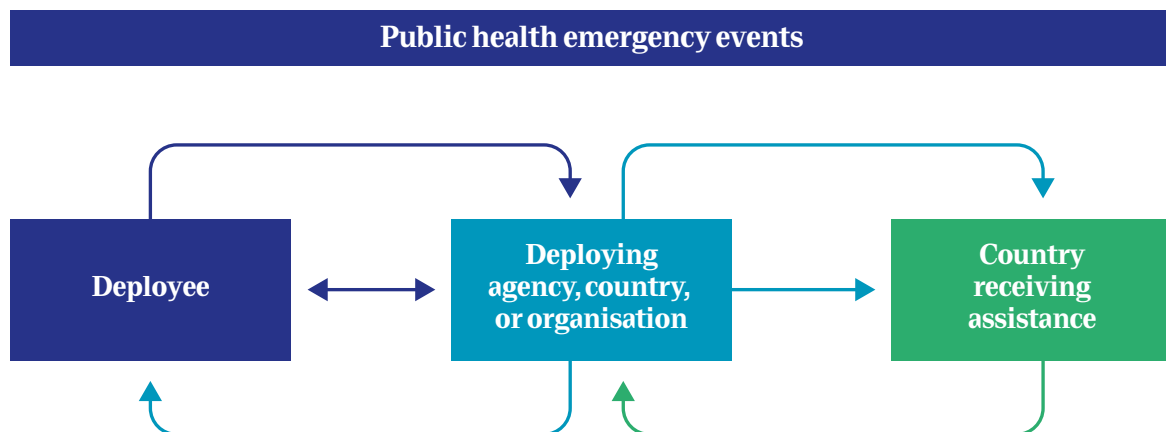 Public health emergency events
Deployee
Deploying
agency, country,
or organisation
Country
receiving
assistance